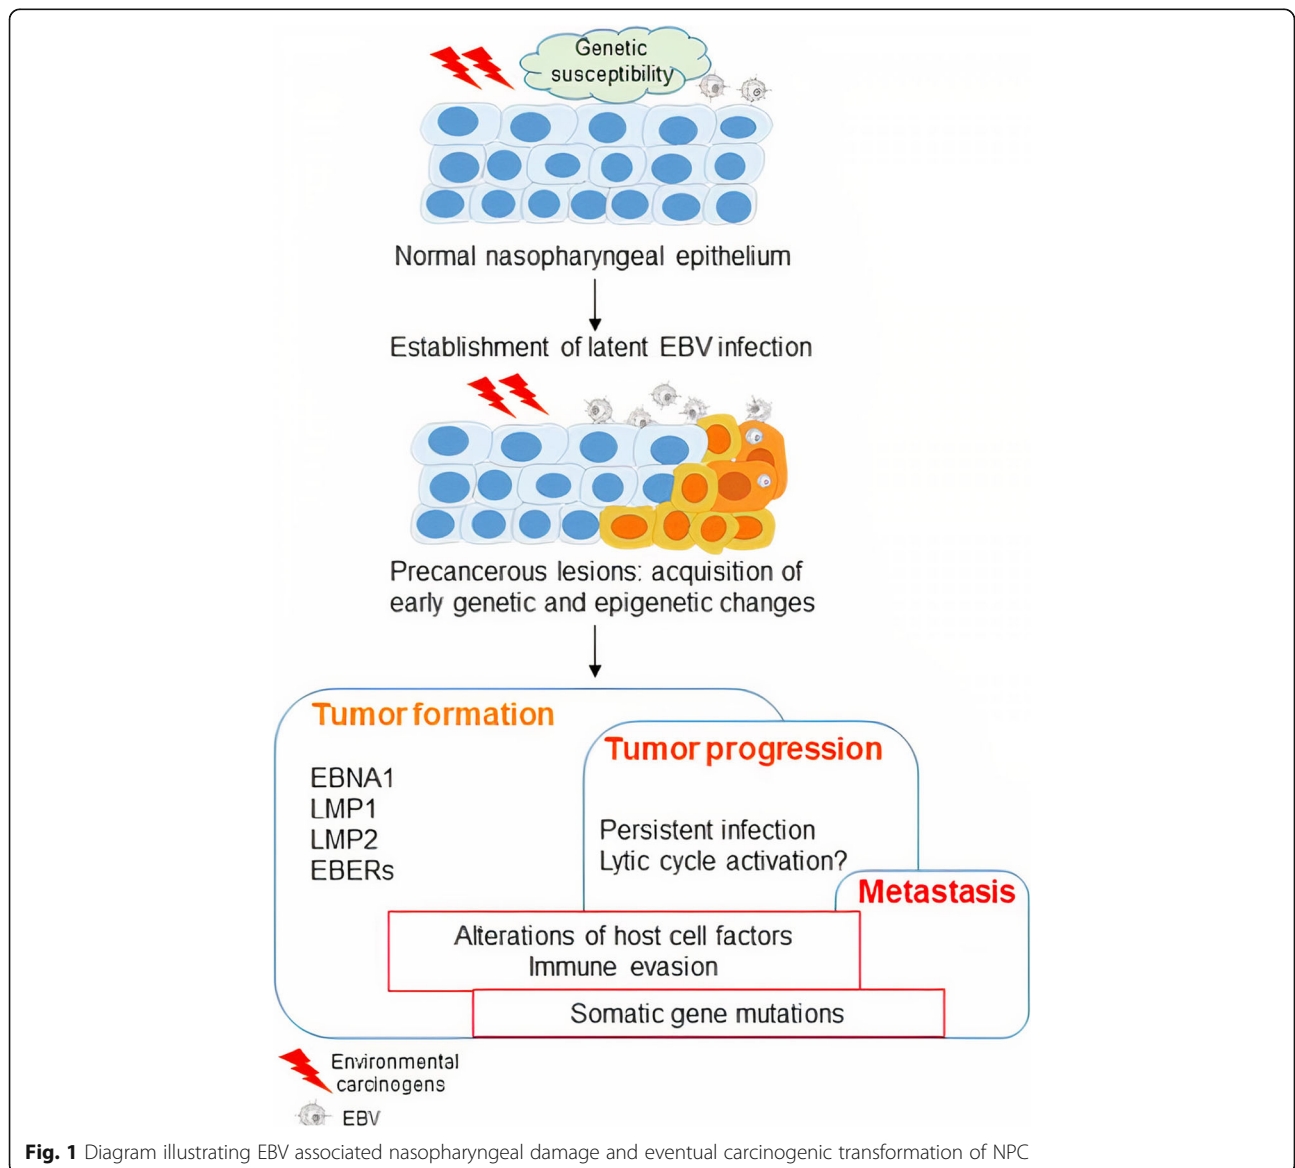 Genetic
susceptibility
Normal nasopharyngeal epithelium
Establishment of latent EBV infection
Precancerous lesions: acquisition of
early genetic and epigenetic changes
Tumor formation
EBNA1
LMP1
LMP2
EBERs
Tumor progression
Persistent infection
Lytic cycle activation?
Metastasis
Alterations of host cell factors
Immune evasion
Somatic gene mutations
Environmental
carcinogens
EBV
Fig. 1 Diagram illustrating EBV associated nasopharyngeal damage and eventual carcinogenic transformation of NPC